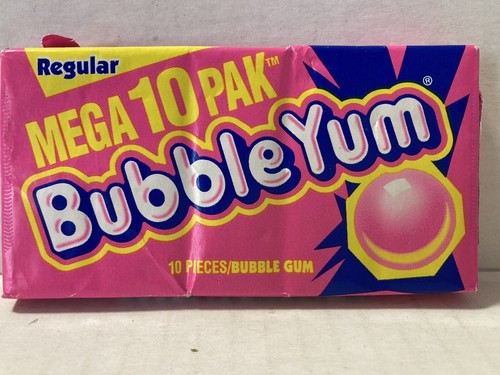 Regular
MEGA 10 PAK™
Bubble Yum®
10 PIECES/BUBBLE GUM